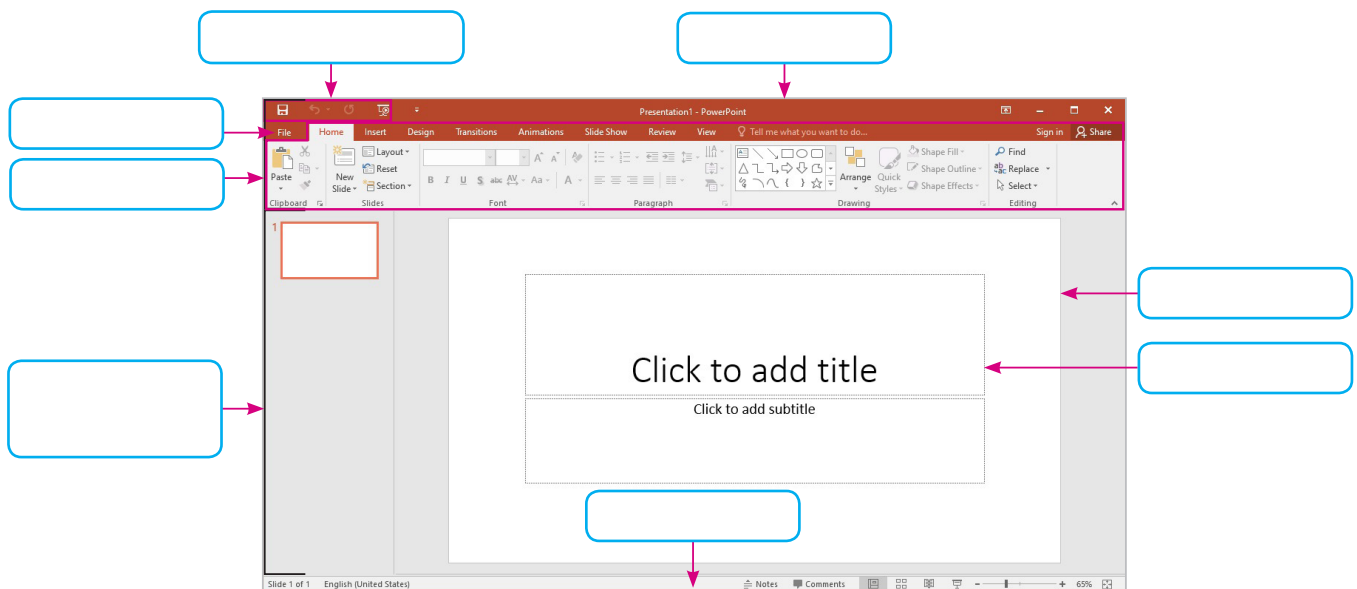 Presentation1 - PowerPoint
File Home Insert Design Transitions Animations Slide Show Review View Tell me what you want to do... Sign in Share
Paste
New Slide
Layout
Reset
Section
B I U S abc AV Aa A
Arrange
Quick Styles
Shape Fill
Shape Outline
Shape Effects
Find
Replace
Select
Clipboard Slides Font Paragraph Drawing Editing
1
Click to add title
Click to add subtitle
Slide 1 of 1 English (United States) Notes Comments 65%